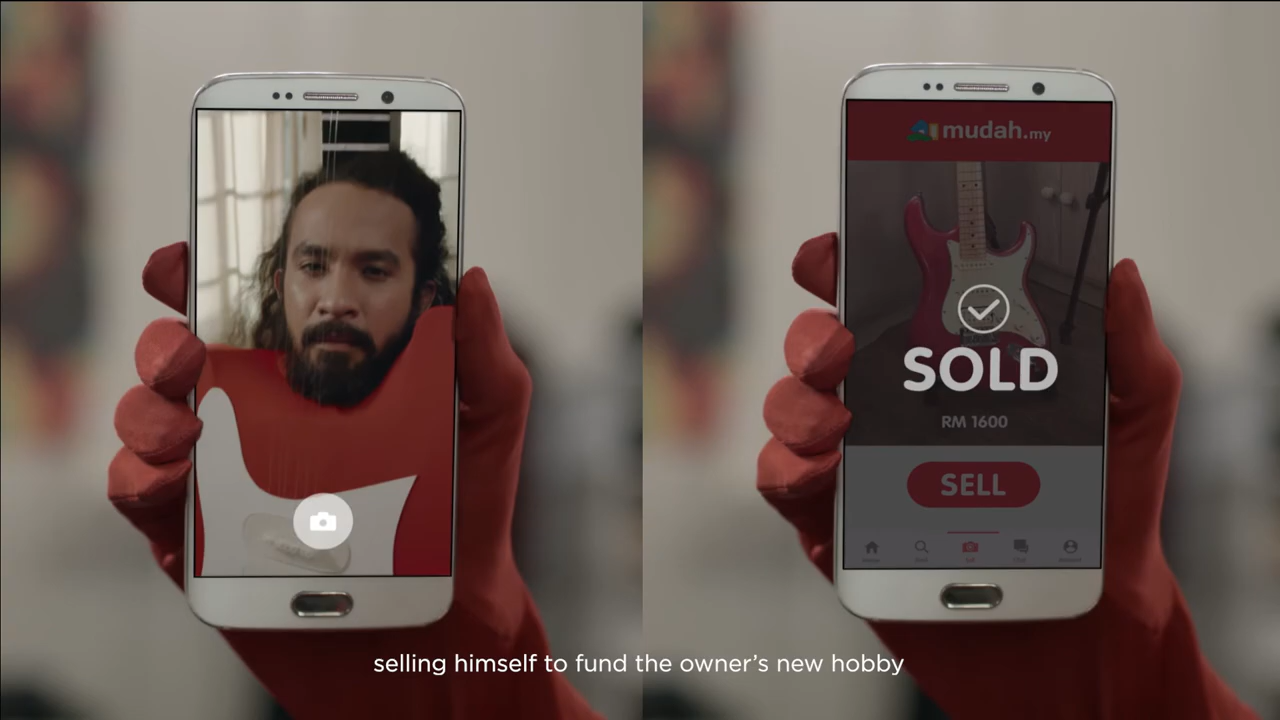 mudah.my
SOLD
RM 1600
SELL
selling himself to fund the owner's new hobby